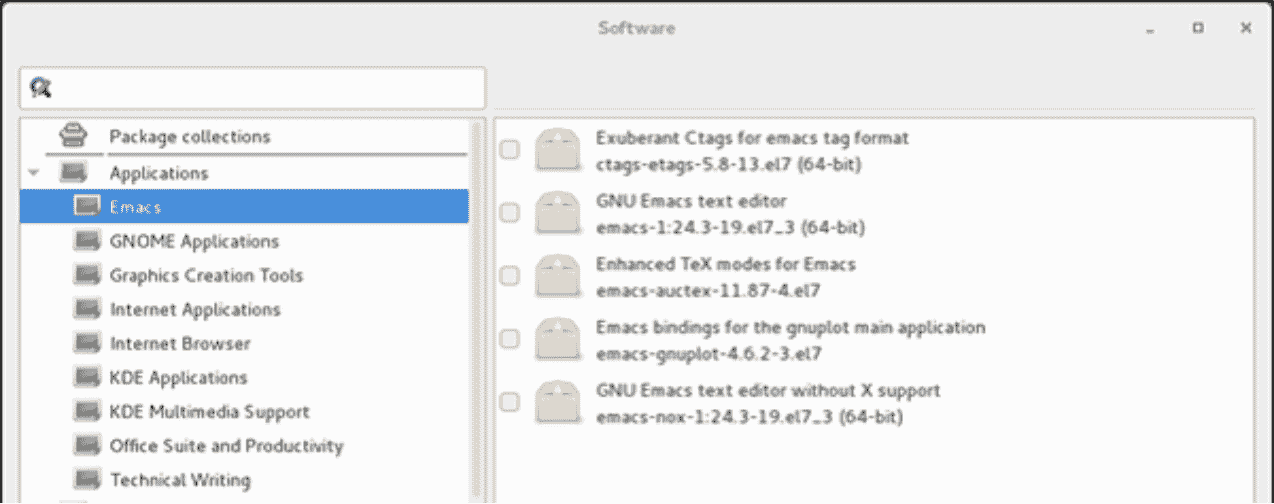 Software
Package collections
Applications
Emacs
GNOME Applications
Graphics Creation Tools
Internet Applications
Internet Browser
KDE Applications
KDE Multimedia Support
Office Suite and Productivity
Technical Writing
Exuberant Ctags for emacs tag format
ctags-etags-5.8-13.el7 (64-bit)
GNU Emacs text editor
emacs-1:24.3-19.el7_3 (64-bit)
Enhanced TeX modes for Emacs
emacs-auctex-11.87-4.el7
Emacs bindings for the gnuplot main application
emacs-gnuplot-4.6.2-3.el7
GNU Emacs text editor without X support
emacs-nox-1:24.3-19.el7_3 (64-bit)